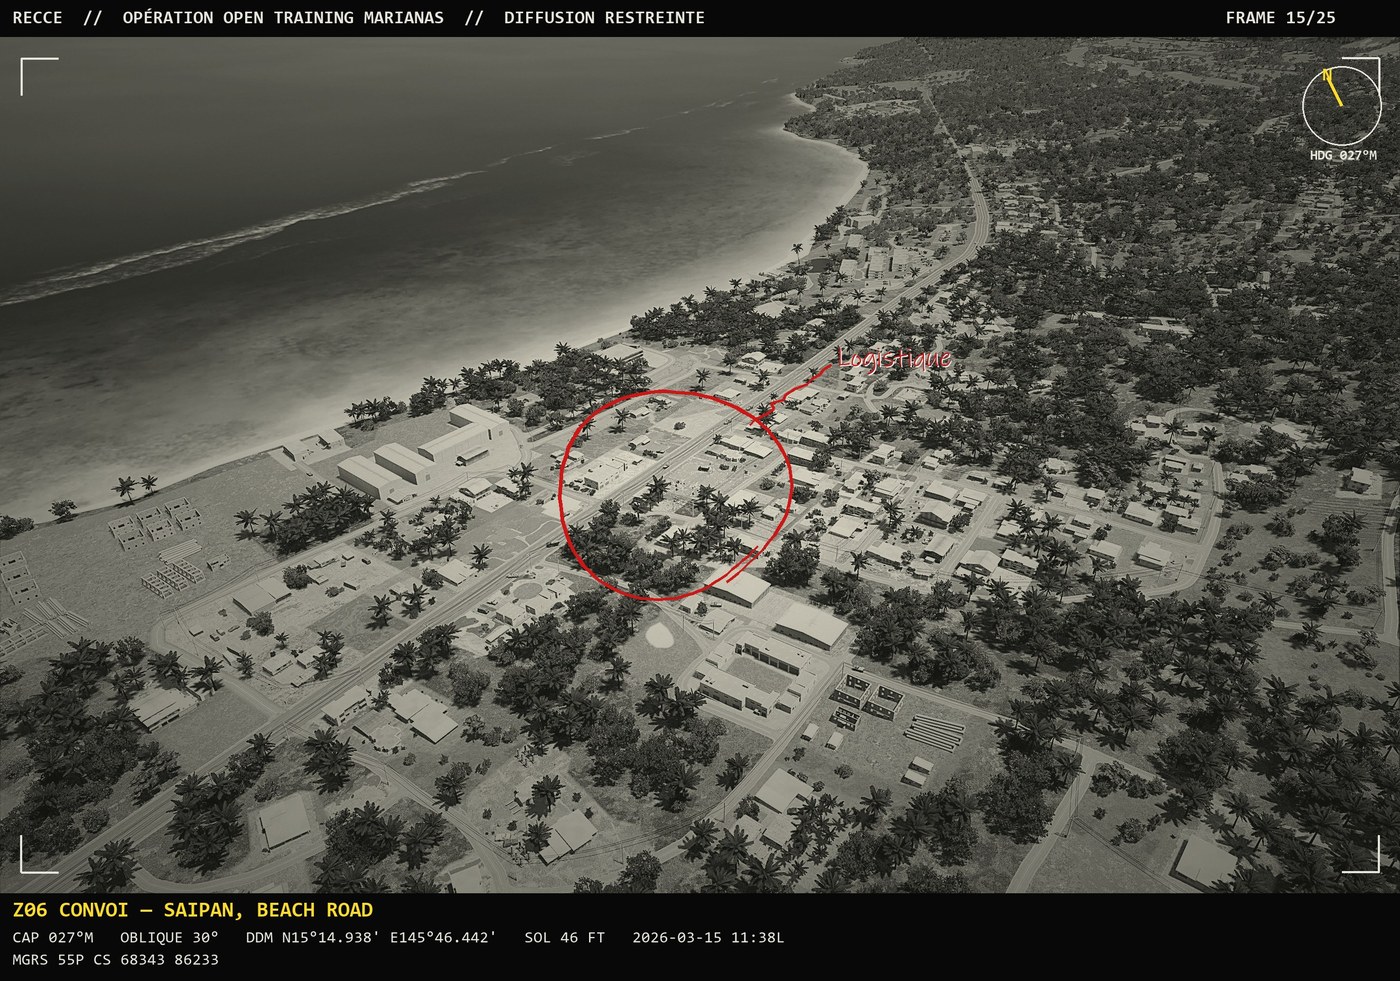 RECCE // OPÉRATION OPEN TRAINING MARIANAS // DIFFUSION RESTREINTE
FRAME 15/25
N
HDG 027°M
Logistique
Z06 CONVOI — SAIPAN, BEACH ROAD
CAP 027°M OBLIQUE 30° DDM N15°14.938' E145°46.442' SOL 46 FT 2026-03-15 11:38L
MGRS 55P CS 68343 86233